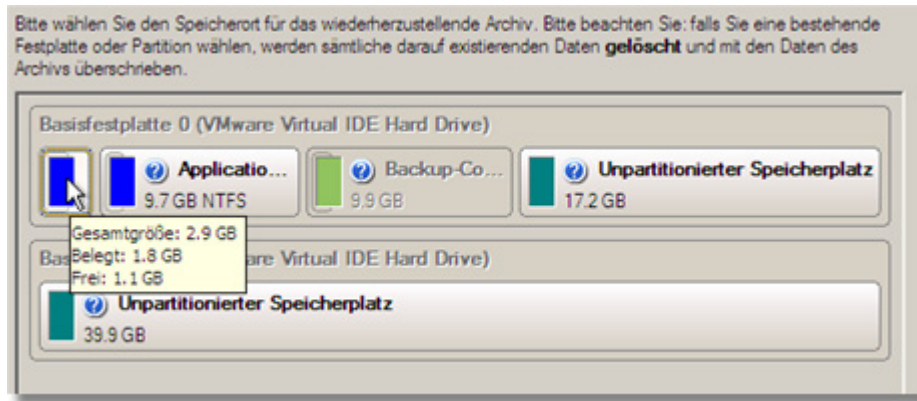 Bitte wählen Sie den Speicherort für das wiederherzustellende Archiv. Bitte beachten Sie: falls Sie eine bestehende
Festplatte oder Partition wählen, werden sämtliche darauf existierenden Daten gelöscht und mit den Daten des
Archivs überschrieben.
Basisfestplatte 0 (VMware Virtual IDE Hard Drive)
Applicatio...
9.7 GB NTFS
Backup-Co...
9.9 GB
Unpartitionierter Speicherplatz
17.2 GB
Gesamtgröße: 2.9 GB
Belegt: 1.8 GB
Frei: 1.1 GB
Bas are Virtual IDE Hard Drive)
Unpartitionierter Speicherplatz
39.9 GB